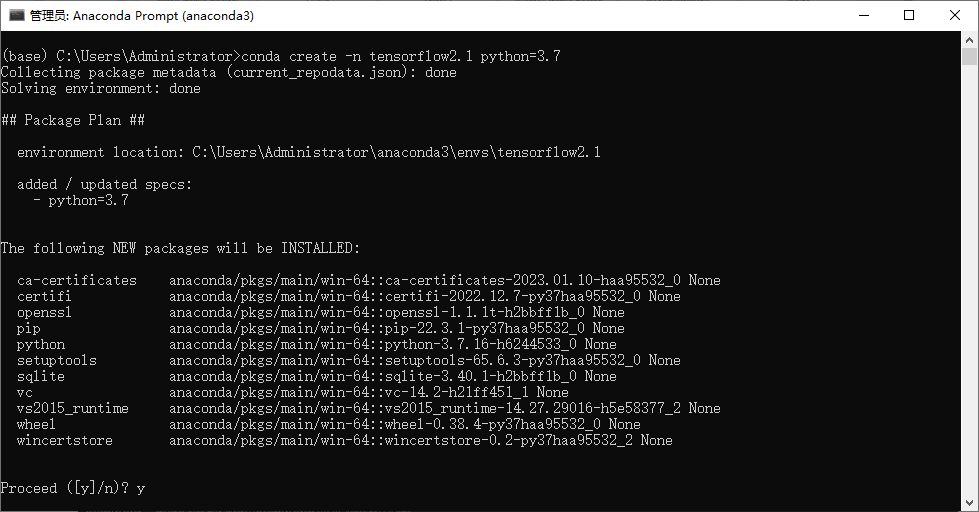 管理员: Anaconda Prompt (anaconda3)
(base) C:\Users\Administrator>conda create -n tensorflow2.1 python=3.7
Collecting package metadata (current_repodata.json): done
Solving environment: done
## Package Plan ##
environment location: C:\Users\Administrator\anaconda3\envs\tensorflow2.1
added / updated specs:
- python=3.7
The following NEW packages will be INSTALLED:
ca-certificates anaconda/pkgs/main/win-64::ca-certificates-2023.01.10-haa95532_0 None
certifi anaconda/pkgs/main/win-64::certifi-2022.12.7-py37haa95532_0 None
openssl anaconda/pkgs/main/win-64::openssl-1.1.1t-h2bbff1b_0 None
pip anaconda/pkgs/main/win-64::pip-22.3.1-py37haa95532_0 None
python anaconda/pkgs/main/win-64::python-3.7.16-h6244533_0 None
setuptools anaconda/pkgs/main/win-64::setuptools-65.6.3-py37haa95532_0 None
sqlite anaconda/pkgs/main/win-64::sqlite-3.40.1-h2bbff1b_0 None
vc anaconda/pkgs/main/win-64::vc-14.2-h21ff451_1 None
vs2015_runtime anaconda/pkgs/main/win-64::vs2015_runtime-14.27.29016-h5e58377_2 None
wheel anaconda/pkgs/main/win-64::wheel-0.38.4-py37haa95532_0 None
wincertstore anaconda/pkgs/main/win-64::wincertstore-0.2-py37haa95532_2 None
Proceed ([y]/n)? y